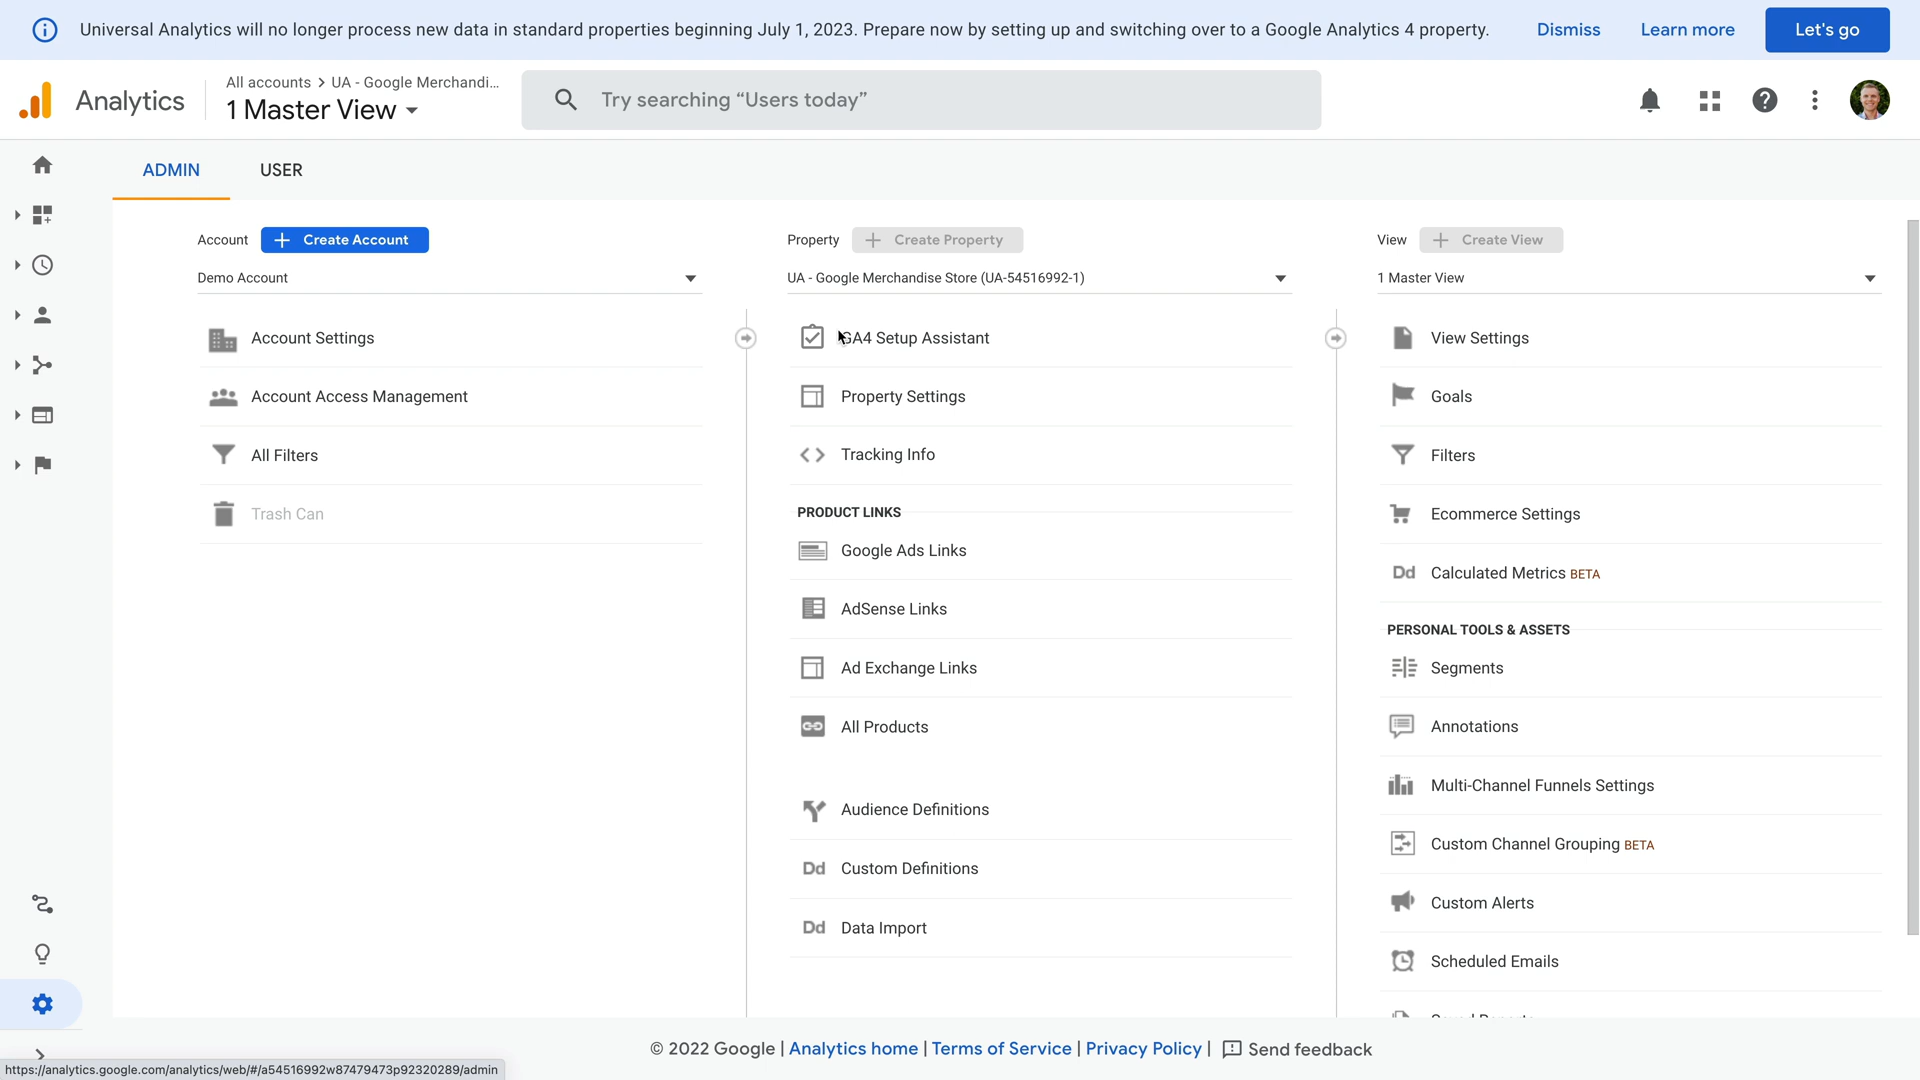 Universal Analytics will no longer process new data in standard properties beginning July 1, 2023. Prepare now by setting up and switching over to a Google Analytics 4 property.
Dismiss
Learn more
Let's go
Analytics
All accounts > UA - Google Merchandi...
1 Master View
Try searching “Users today”
ADMIN
USER
Account
Create Account
Demo Account
Account Settings
Account Access Management
All Filters
Trash Can
Property
Create Property
UA - Google Merchandise Store (UA-54516992-1)
GA4 Setup Assistant
Property Settings
Tracking Info
PRODUCT LINKS
Google Ads Links
AdSense Links
Ad Exchange Links
All Products
Audience Definitions
Dd Custom Definitions
Dd Data Import
View
Create View
1 Master View
View Settings
Goals
Filters
Ecommerce Settings
Dd Calculated Metrics BETA
PERSONAL TOOLS & ASSETS
Segments
Annotations
Multi-Channel Funnels Settings
Custom Channel Grouping BETA
Custom Alerts
Scheduled Emails
© 2022 Google | Analytics home | Terms of Service | Privacy Policy | Send feedback
https://analytics.google.com/analytics/web/#/a54516992w87479473p92320289/admin